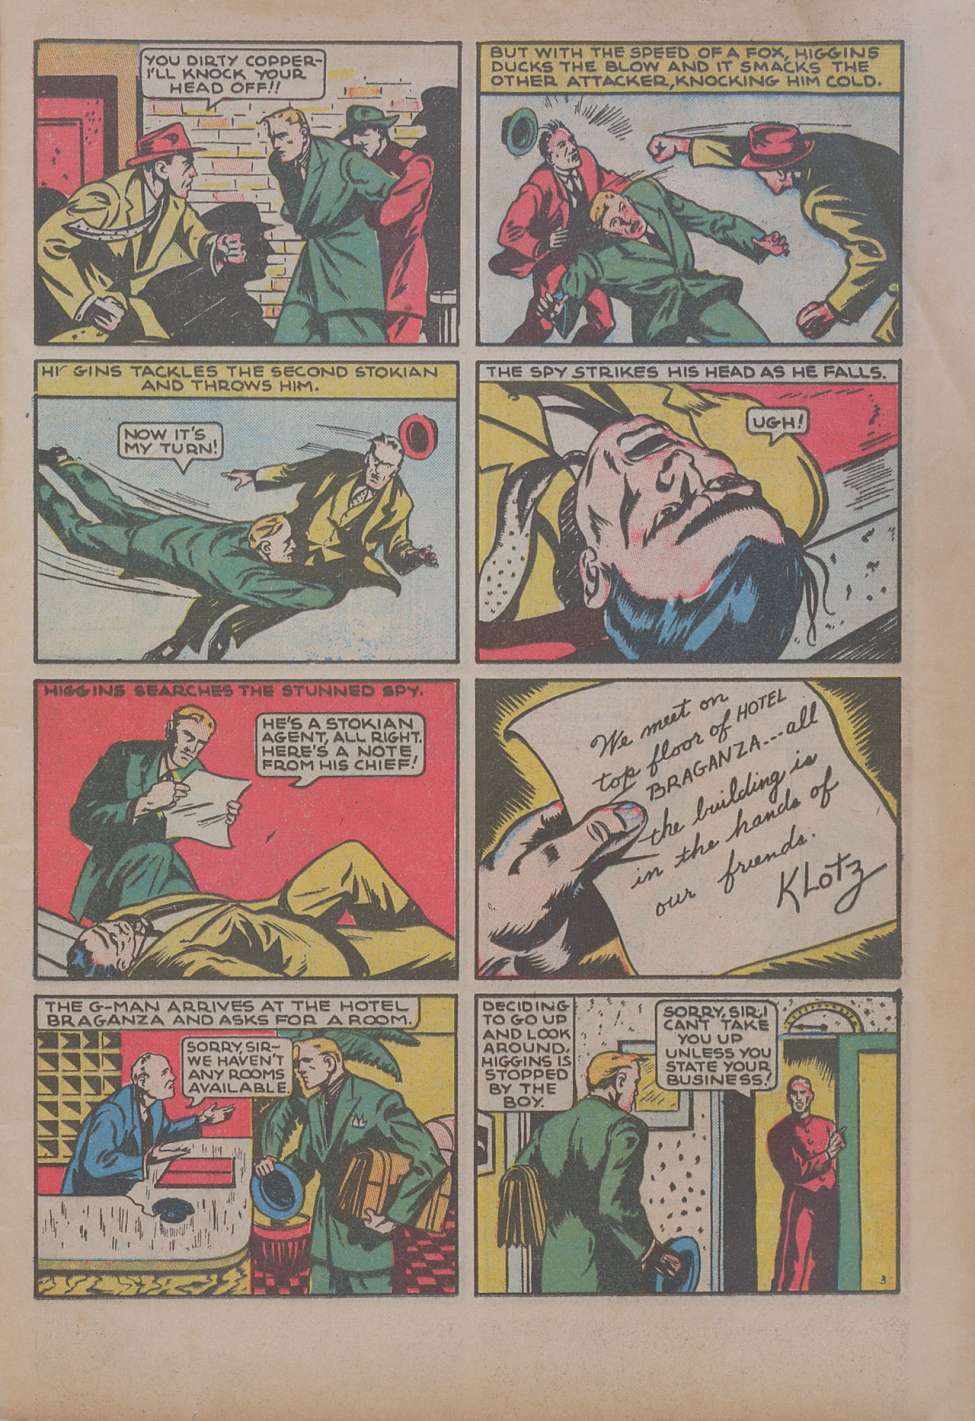 YOU DIRTY COPPER-
I'LL KNOCK YOUR
HEAD OFF!!
BUT WITH THE SPEED OF A FOX, HIGGINS
DUCKS THE BLOW AND IT SMACKS THE
OTHER ATTACKER, KNOCKING HIM COLD.
HI GINS TACKLES THE SECOND STOKIAN
AND THROWS HIM.
NOW IT'S
MY TURN!
THE SPY STRIKES HIS HEAD AS HE FALLS.
UGH!
HIGGINS SEARCHES THE STUNNED SPY.
HE'S A STOKIAN
AGENT, ALL RIGHT.
HERE'S A NOTE
FROM HIS CHIEF!
We meet on
top floor of HOTEL
BRAGANZA---all
the building is
in the hands of
our friends.
KLotz
THE G-MAN ARRIVES AT THE HOTEL
BRAGANZA AND ASKS FOR A ROOM.
SORRY, SIR-
WE HAVEN'T
ANY ROOMS
AVAILABLE.
DECIDING
TO GO UP
AND LOOK
AROUND,
HIGGINS IS
STOPPED
BY THE
BOY.
SORRY, SIR, I
CAN'T TAKE
YOU UP
UNLESS YOU
STATE YOUR
BUSINESS!
3